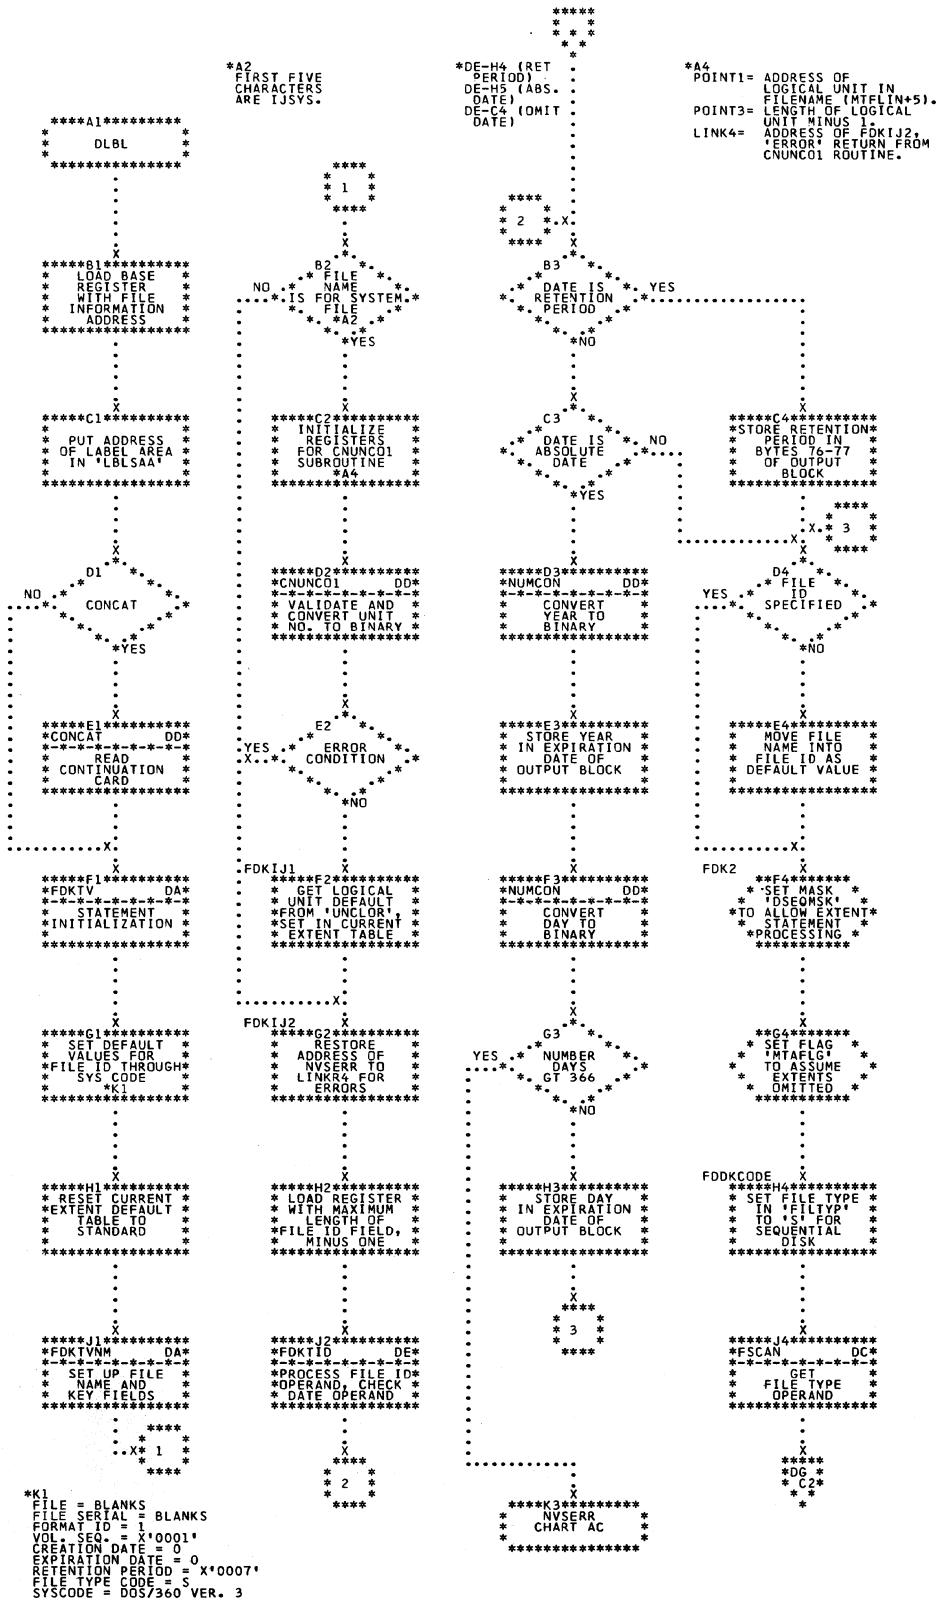 *A2
FIRST FIVE
CHARACTERS
ARE IJSYS.
*DE-H4 (RET
PERIOD)
DE-H5 (ABS.
DATE)
DE-C4 (OMIT
DATE)
*A4
POINT1= ADDRESS OF
LOGICAL UNIT IN
FILENAME (MTFLIN+5).
POINT3= LENGTH OF LOGICAL
UNIT MINUS 1.
LINK4= ADDRESS OF FDKIJ2,
'ERROR' RETURN FROM
CNUNCO1 ROUTINE.
A1
DLBL
B1
LOAD BASE
REGISTER
WITH FILE
INFORMATION
ADDRESS
C1
PUT ADDRESS
OF LABEL AREA
IN 'LBLSAA'
D1
CONCAT
NO
YES
E1
CONCAT DD
READ
CONTINUATION
CARD
F1
FDKTV DA
STATEMENT
INITIALIZATION
G1
SET DEFAULT
VALUES FOR
FILE ID THROUGH
SYS CODE
*K1
H1
RESET CURRENT
EXTENT DEFAULT
TABLE TO
STANDARD
J1
FDKTVNM DA
SET UP FILE
NAME AND
KEY FIELDS
1
*K1
FILE = BLANKS
FILE SERIAL = BLANKS
FORMAT ID = 1
VOL. SEQ. = X'0001'
CREATION DATE = 0
EXPIRATION DATE = 0
RETENTION PERIOD = X'0007'
FILE TYPE CODE = S
SYSCODE = DOS/360 VER. 3
1
B2
FILE
NAME
IS FOR SYSTEM
FILE
*A2
NO
YES
C2
INITIALIZE
REGISTERS
FOR CNUNCO1
SUBROUTINE
*A4
D2
CNUNCO1 DD
VALIDATE AND
CONVERT UNIT
NO. TO BINARY
E2
ERROR
CONDITION
YES
NO
FDKIJ1
F2
GET LOGICAL
UNIT DEFAULT
FROM 'UNCLOR',
SET IN CURRENT
EXTENT TABLE
FDKIJ2
G2
RESTORE
ADDRESS OF
NVSERR TO
LINKR4 FOR
ERRORS
H2
LOAD REGISTER
WITH MAXIMUM
LENGTH OF
FILE ID FIELD,
MINUS ONE
J2
FDKTID DE
PROCESS FILE ID
OPERAND, CHECK
DATE OPERAND
2
2
B3
DATE IS
RETENTION
PERIOD
YES
NO
C3
DATE IS
ABSOLUTE
DATE
NO
YES
D3
NUMCON DD
CONVERT
YEAR TO
BINARY
E3
STORE YEAR
IN EXPIRATION
DATE OF
OUTPUT BLOCK
F3
NUMCON DD
CONVERT
DAY TO
BINARY
G3
NUMBER
DAYS
GT 366
YES
NO
H3
STORE DAY
IN EXPIRATION
DATE OF
OUTPUT BLOCK
3
K3
NVSERR
CHART AC
C4
STORE RETENTION
PERIOD IN
BYTES 76-77
OF OUTPUT
BLOCK
3
D4
FILE
ID
SPECIFIED
YES
NO
E4
MOVE FILE
NAME INTO
FILE ID AS
DEFAULT VALUE
FDK2
F4
SET MASK
'DSEQMSK'
TO ALLOW EXTENT
STATEMENT
PROCESSING
G4
SET FLAG
'MTAFLG'
TO ASSUME
EXTENTS
OMITTED
FDDKCODE
H4
SET FILE TYPE
IN 'FILTYP'
TO 'S' FOR
SEQUENTIAL
DISK
J4
FSCAN DC
GET
FILE TYPE
OPERAND
DG
C2